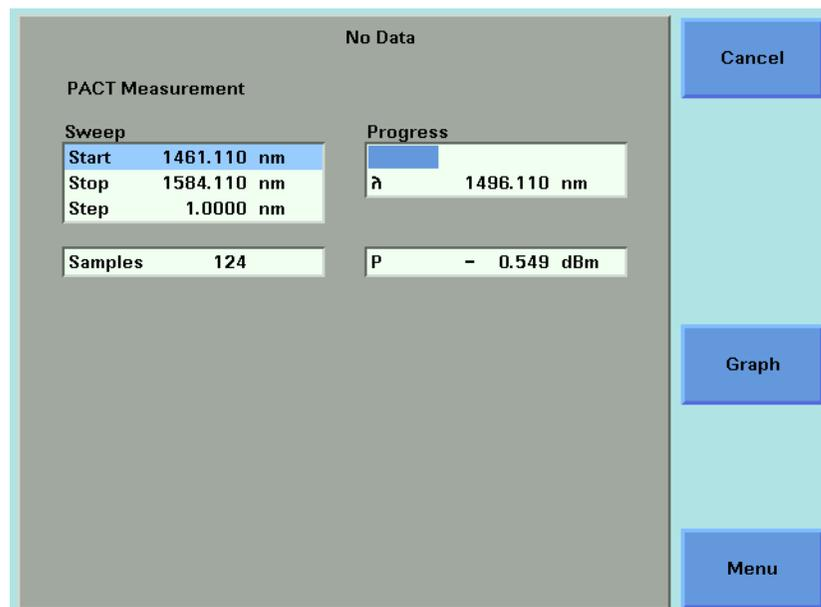 No Data
Cancel
PACT Measurement
Sweep
Start 1461.110 nm
Stop 1584.110 nm
Step 1.0000 nm
Samples 124
Progress
λ 1496.110 nm
P - 0.549 dBm
Graph
Menu